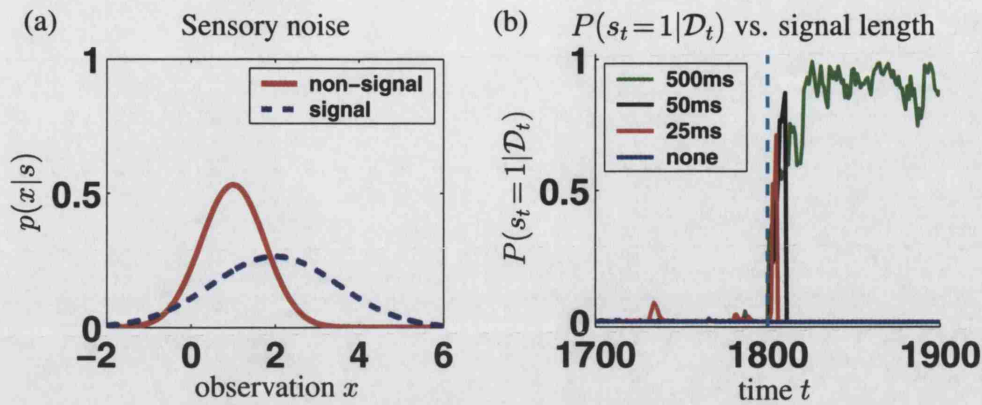 (a) Sensory noise
p(x|s)
1
0.5
0
non-signal
signal
−2 0 2 4 6
observation x
(b) P(s_t = 1|𝒟_t) vs. signal length
P(s_t = 1|𝒟_t)
1
0.5
0
500ms
50ms
25ms
none
1700 1800 1900
time t